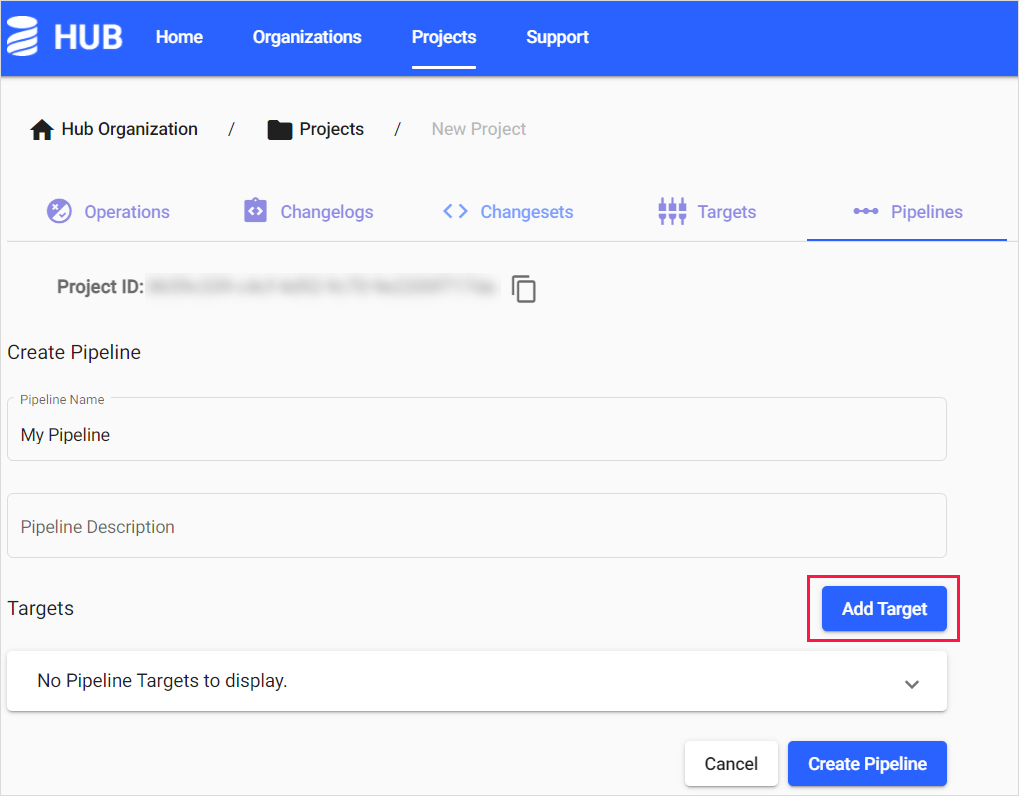 HUB Home Organizations Projects Support
Hub Organization / Projects / New Project
Operations Changelogs Changesets Targets Pipelines
Project ID:
Create Pipeline
Pipeline Name
My Pipeline
Pipeline Description
Targets Add Target
No Pipeline Targets to display.
Cancel Create Pipeline